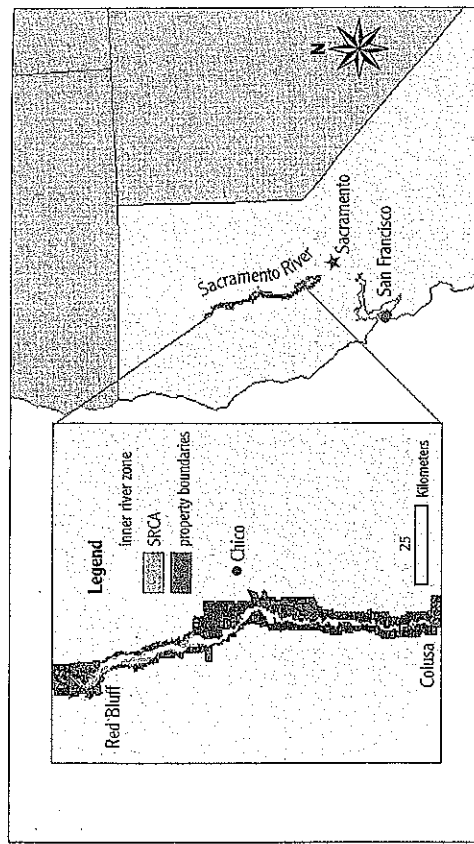 Legend
inner river zone
SRCA
property boundaries
Red Bluff
Chico
Colusa
25
Kilometers
Sacramento River
Sacramento
San Francisco
N